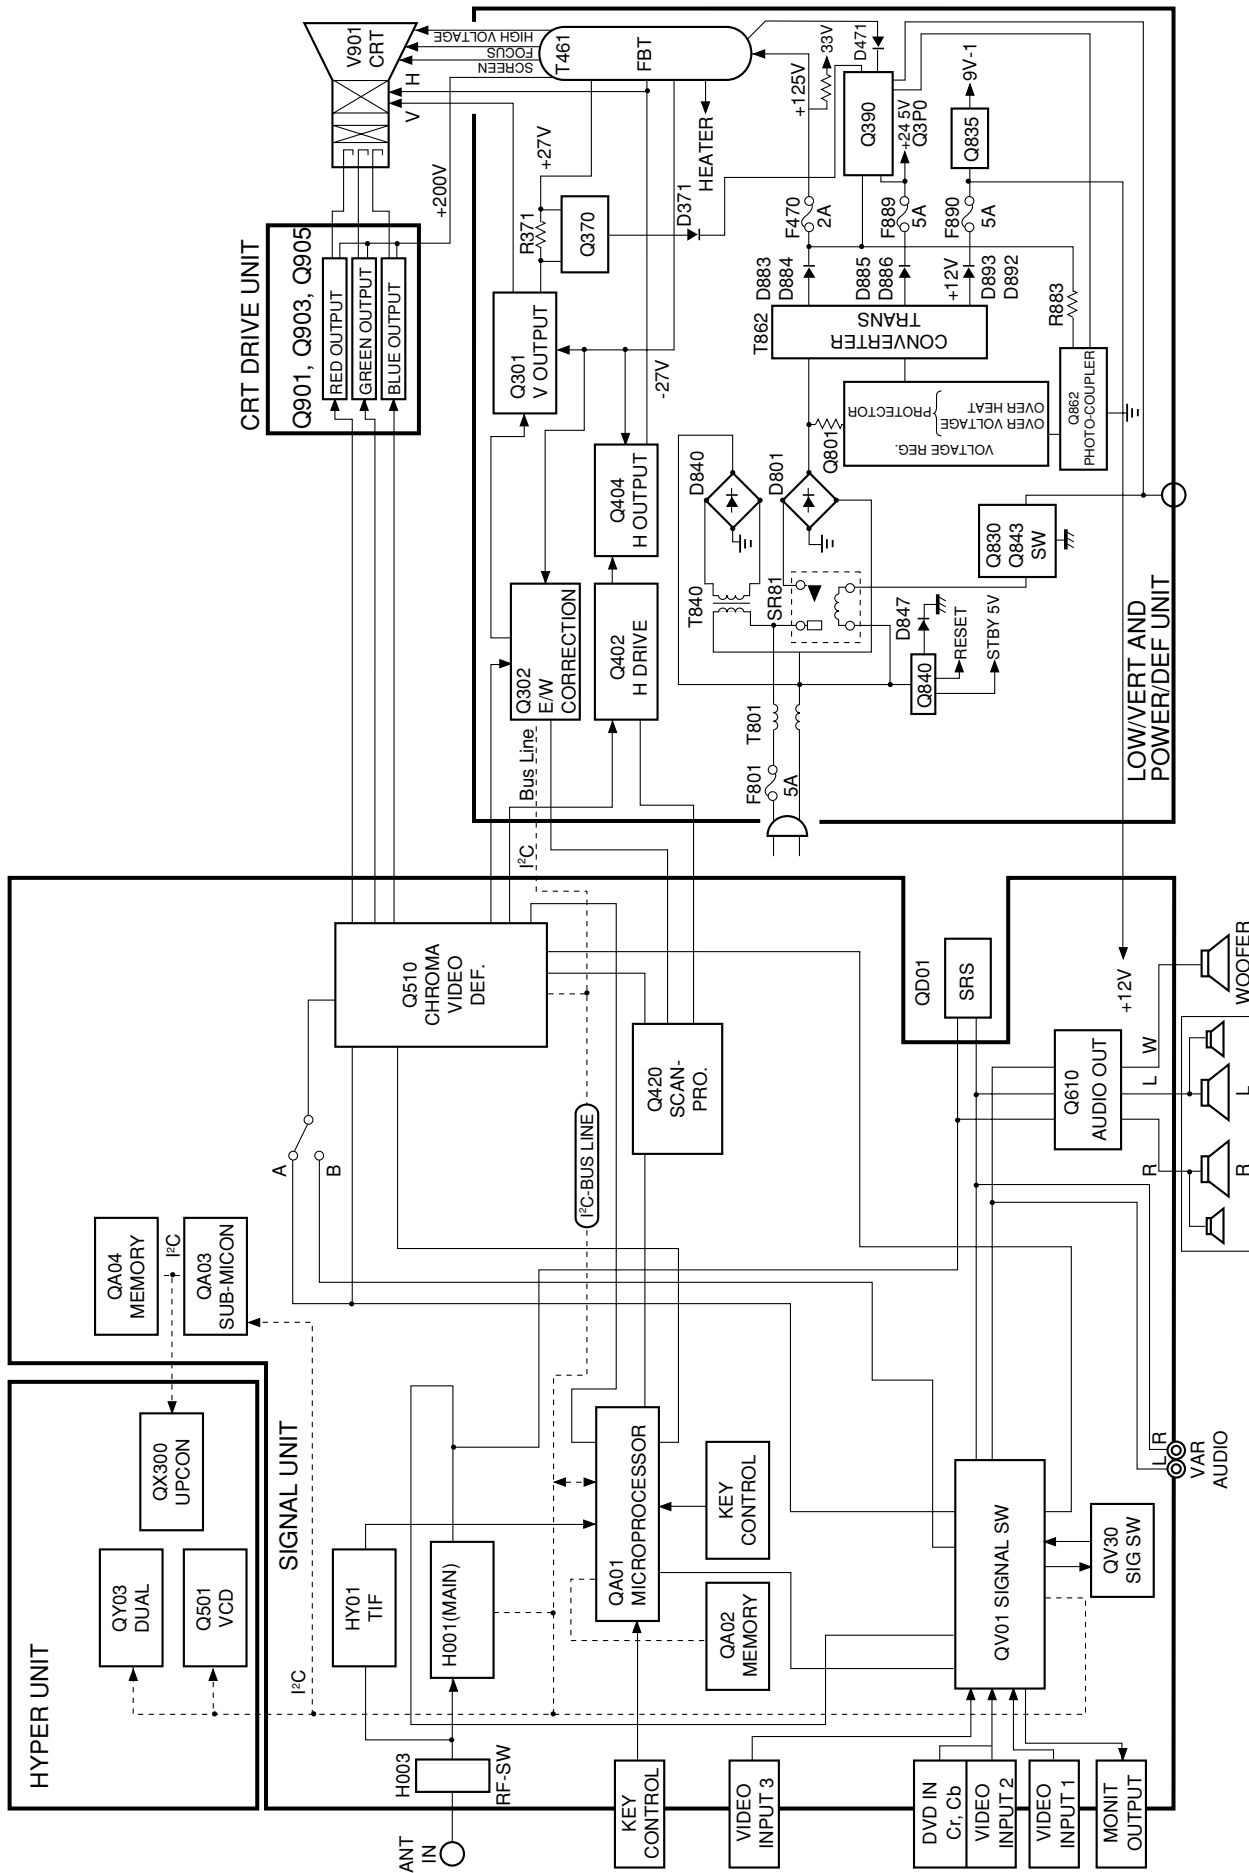 HYPER UNIT
QY03
DUAL
QX300
UPCON
Q501
VCD
I²C
QA04
MEMORY
I²C
QA03
SUB-MICON
SIGNAL UNIT
HY01
TIF
H001(MAIN)
H003
RF-SW
ANT
IN
QA01
MICROPROCESSOR
KEY
CONTROL
KEY
CONTROL
QA02
MEMORY
VIDEO
INPUT 3
DVD IN
Cr, Cb
VIDEO
INPUT 2
VIDEO
INPUT 1
MONIT
OUTPUT
QV01 SIGNAL SW
QV30
SIG SW
L
R
VAR
AUDIO
A
B
Q510
CHROMA
VIDEO
DEF.
I²C-BUS LINE
Q420
SCAN-
PRO.
I²C
Bus Line
QD01
SRS
Q610
AUDIO OUT
R
L
W
+12V
R
L
WOOFER
CRT DRIVE UNIT
Q901, Q903, Q905
RED OUTPUT
GREEN OUTPUT
BLUE OUTPUT
+200V
V901
CRT
V
H
HIGH VOLTAGE
FOCUS
SCREEN
T461
FBT
Q302
E/W
CORRECTION
Q301
V OUTPUT
R371
Q370
+27V
D371
HEATER
-27V
Q402
H DRIVE
Q404
H OUTPUT
F801
5A
T801
T840
D840
SR81
D801
D847
Q840
RESET
STBY 5V
Q830
Q843
SW
Q801
VOLTAGE REG.
OVER VOLTAGE
OVER HEAT
PROTECTOR
Q862
PHOTO-COUPLER
R883
T862
CONVERTER
TRANS
D883
D884
D885
D886
+12V
D893
D892
F470
2A
F889
5A
F890
5A
+125V
33V
D471
Q390
+24 5V
Q3P0
Q835
9V-1
LOW/VERT AND
POWER/DEF UNIT